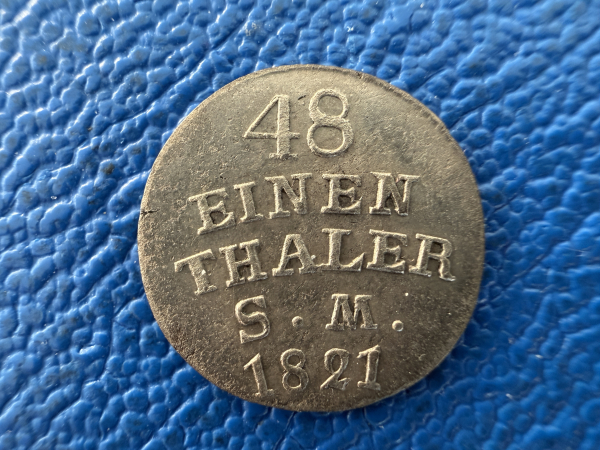 48
EINEN
THALER
S. M.
1821